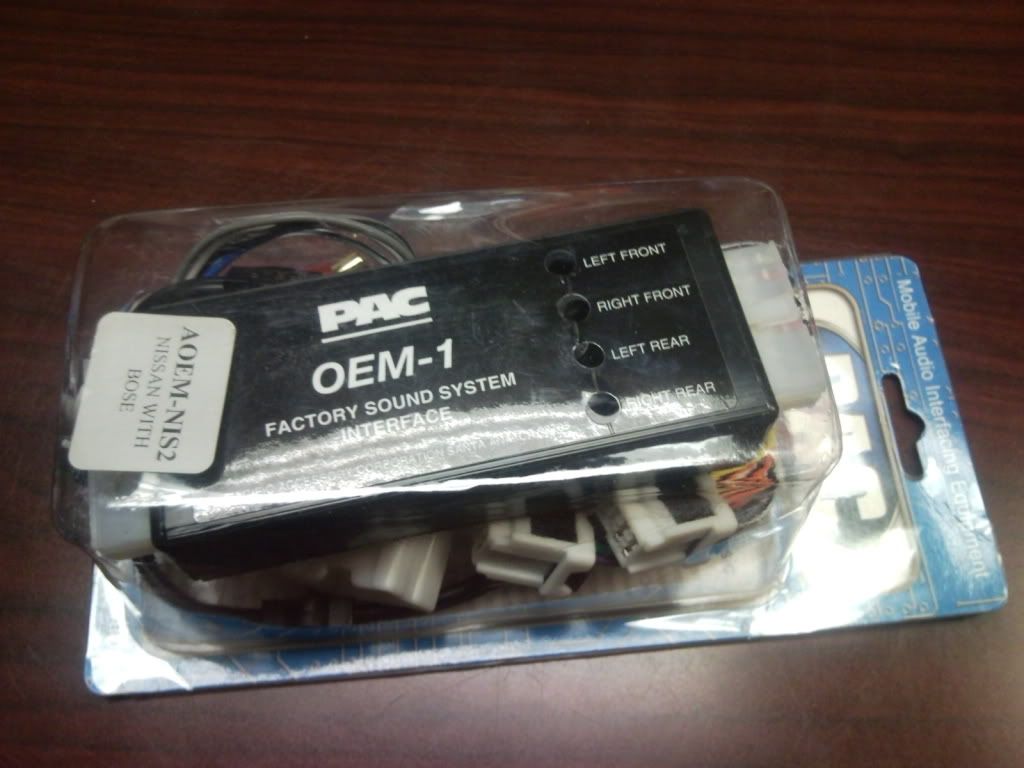 PAC
OEM-1
FACTORY SOUND SYSTEM
INTERFACE
LEFT FRONT
RIGHT FRONT
LEFT REAR
RIGHT REAR
AOEM-NIS2
NISSAN WITH
BOSE
Mobile Audio Interfacing Equipment
PAC